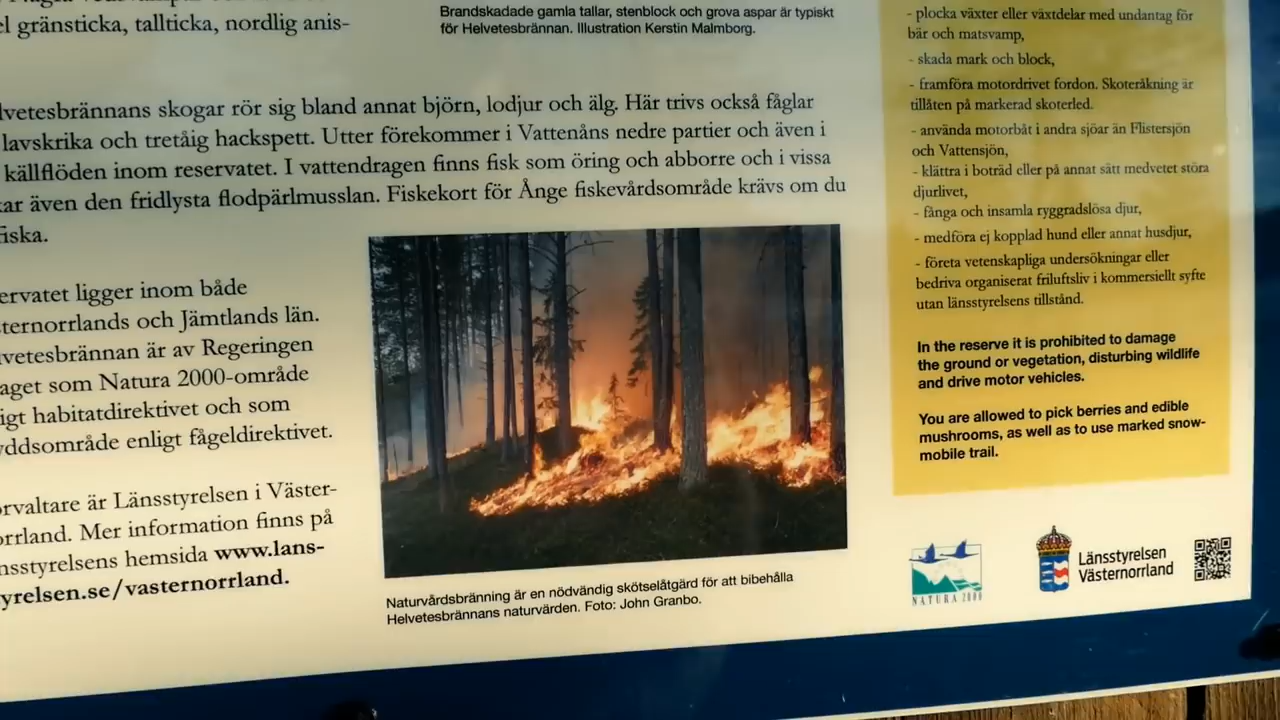 el gränsticka, tallticka, nordlig anis-
Brandskadade gamla tallar, stenblock och grova aspar är typiskt
för Helvetesbrännan. Illustration Kerstin Malmborg.
lvetesbrännans skogar rör sig bland annat björn, lodjur och älg. Här trivs också fåglar
lavskrika och tretåig hackspett. Utter förekommer i Vattenåns nedre partier och även i
källflöden inom reservatet. I vattendragen finns fisk som öring och abborre och i vissa
kar även den fridlysta flodpärlmusslan. Fiskekort för Ånge fiskevårdsområde krävs om du
fiska.
ervatet ligger inom både
sternorrlands och Jämtlands län.
lvetesbrännan är av Regeringen
taget som Natura 2000-område
ligt habitatdirektivet och som
yddsområde enligt fågeldirektivet.
orvaltare är Länsstyrelsen i Väster-
orrland. Mer information finns på
nsstyrelsens hemsida www.lans-
yrelsen.se/vasternorrland.
Naturvårdsbränning är en nödvändig skötselåtgärd för att bibehålla
Helvetesbrännans naturvärden. Foto: John Granbo.
- plocka växter eller växtdelar med undantag för
bär och matsvamp,
- skada mark och block,
- framföra motordrivet fordon. Skoteråkning är
tillåten på markerad skoterled.
- använda motorbåt i andra sjöar än Flistersjön
och Vattensjön,
- klättra i boträd eller på annat sätt medvetet störa
djurlivet,
- fånga och insamla ryggradslösa djur,
- medföra ej kopplad hund eller annat husdjur,
- företa vetenskapliga undersökningar eller
bedriva organiserat friluftsliv i kommersiellt syfte
utan länsstyrelsens tillstånd.
In the reserve it is prohibited to damage
the ground or vegetation, disturbing wildlife
and drive motor vehicles.
You are allowed to pick berries and edible
mushrooms, as well as to use marked snow-
mobile trail.
NATURA 2000
Länsstyrelsen
Västernorrland